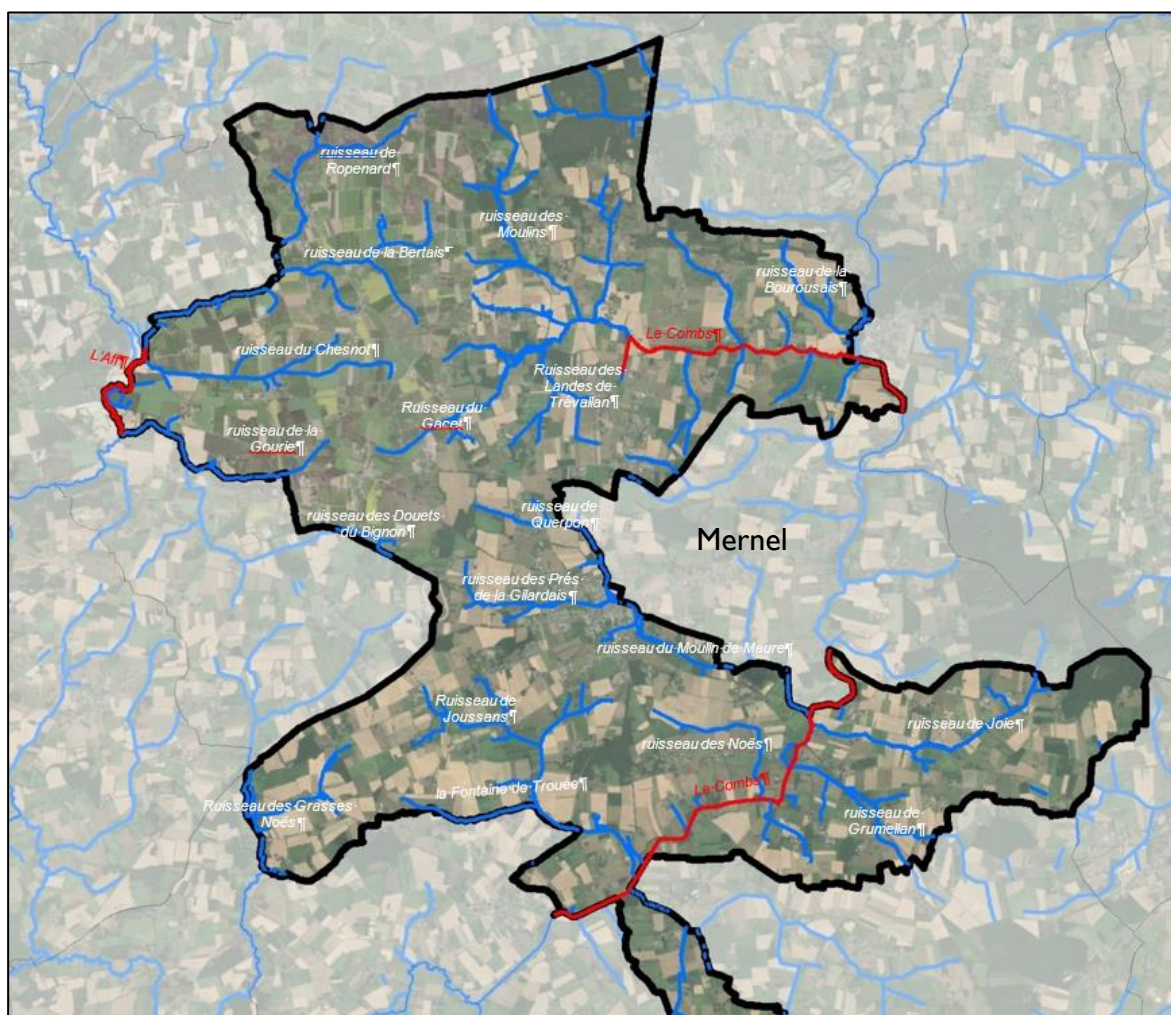 ruisseau·de·
Ropenard¶
ruisseau·des·
Moulins¶
ruisseau·de·la·Bertais¶
ruisseau·de·la·
Bourousais¶
L'Aff¶
ruisseau·du·Chesnot¶
Le·Combs¶
Ruisseau·des·
Landes·de·
Trévallan¶
Ruisseau·du·
Gacet¶
ruisseau·de·la·
Gourie¶
ruisseau·des·Douets·
du·Bignon¶
ruisseau·de·
Querpon¶
Mernel
ruisseau·des·Prés·
de·la·Gilardais¶
ruisseau·du·Moulin·de·Maure¶
Ruisseau·de·
Joussans¶
ruisseau·des·Noës¶
ruisseau·de·Joie¶
Le·Combs¶
la·Fontaine·de·Trouée¶
Ruisseau·des·Grasses·
Noës¶
ruisseau·de·
Grumellan¶